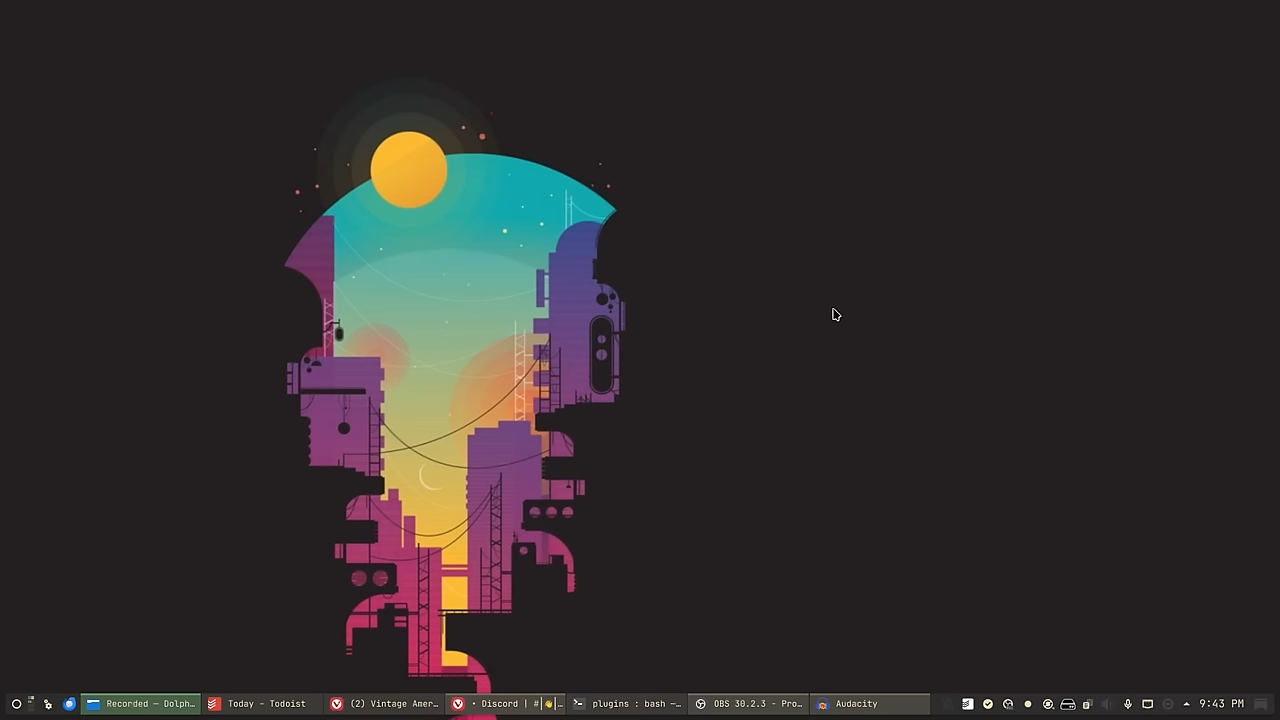 Recorded — Dolph…
Today - Todoist
(2) Vintage Amer…
• Discord | #|👋|…
plugins : bash —…
OBS 30.2.3 - Pro…
Audacity
9:43 PM